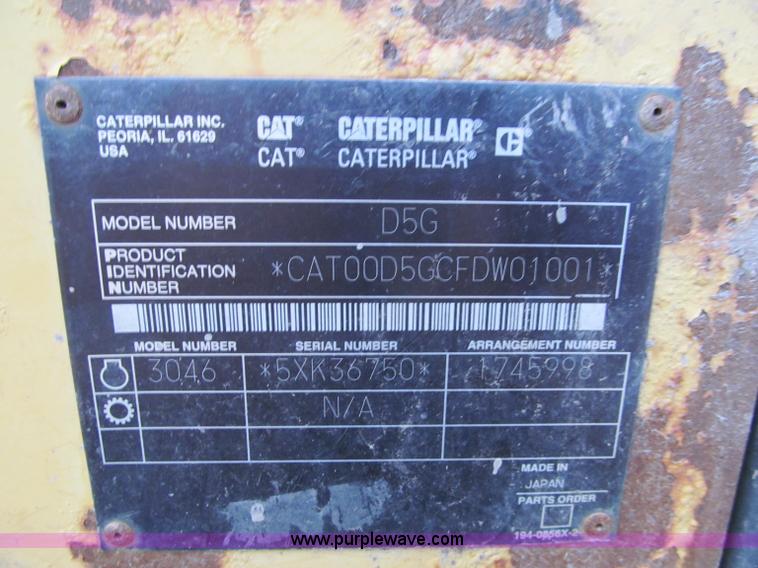 CATERPILLAR INC.
PEORIA, IL. 61629
USA
CAT® CATERPILLAR® C®
CAT® CATERPILLAR®
MODEL NUMBER D5G
PRODUCT
IDENTIFICATION
NUMBER
*CAT00D5GCFDW01001*
MODEL NUMBER SERIAL NUMBER ARRANGEMENT NUMBER
3046 *5XK36750* 1745998
N/A
MADE IN
JAPAN
PARTS ORDER
www.purplewave.com